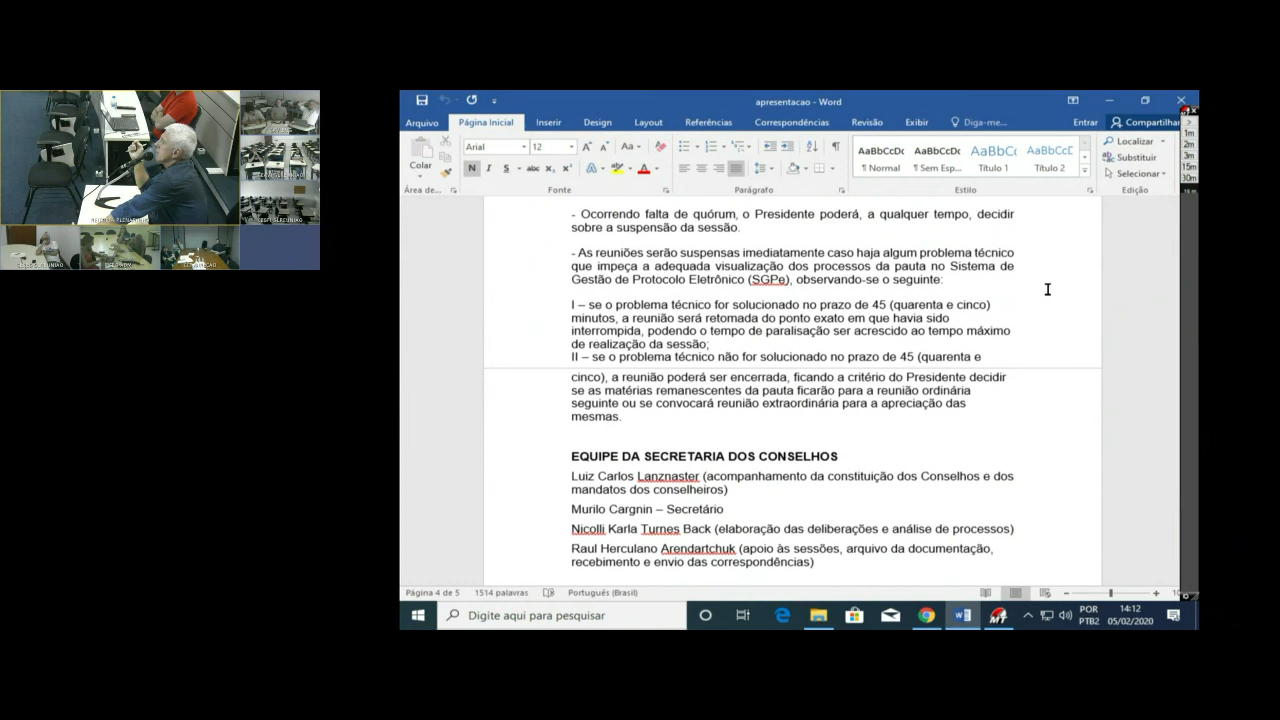 apresentacao - Word
Arquivo Página Inicial Inserir Design Layout Referências Correspondências Revisão Exibir Diga-me... Entrar Compartilhar
Colar
Arial 12
Aa
N I S abc x₂ x²
AaBbCcDc AaBbCcDc AaBbCc AaBbCcD
¶ Normal ¶ Sem Esp... Título 1 Título 2
Localizar
Substituir
Selecionar
Área de... Fonte Parágrafo Estilo Edição
1m
2m
3m
15m
30m
- Ocorrendo falta de quórum, o Presidente poderá, a qualquer tempo, decidir
sobre a suspensão da sessão.
- As reuniões serão suspensas imediatamente caso haja algum problema técnico
que impeça a adequada visualização dos processos da pauta no Sistema de
Gestão de Protocolo Eletrônico (SGPe), observando-se o seguinte:
I – se o problema técnico for solucionado no prazo de 45 (quarenta e cinco)
minutos, a reunião será retomada do ponto exato em que havia sido
interrompida, podendo o tempo de paralisação ser acrescido ao tempo máximo
de realização da sessão;
II – se o problema técnico não for solucionado no prazo de 45 (quarenta e
cinco), a reunião poderá ser encerrada, ficando a critério do Presidente decidir
se as matérias remanescentes da pauta ficarão para a reunião ordinária
seguinte ou se convocará reunião extraordinária para a apreciação das
mesmas.
EQUIPE DA SECRETARIA DOS CONSELHOS
Luiz Carlos Lanznaster (acompanhamento da constituição dos Conselhos e dos
mandatos dos conselheiros)
Murilo Cargnin – Secretário
Nicolli Karla Turnes Back (elaboração das deliberações e análise de processos)
Raul Herculano Arendartchuk (apoio às sessões, arquivo da documentação,
recebimento e envio das correspondências)
Página 4 de 5 1514 palavras Português (Brasil)
Digite aqui para pesquisar
POR
PTB2
14:12
05/02/2020